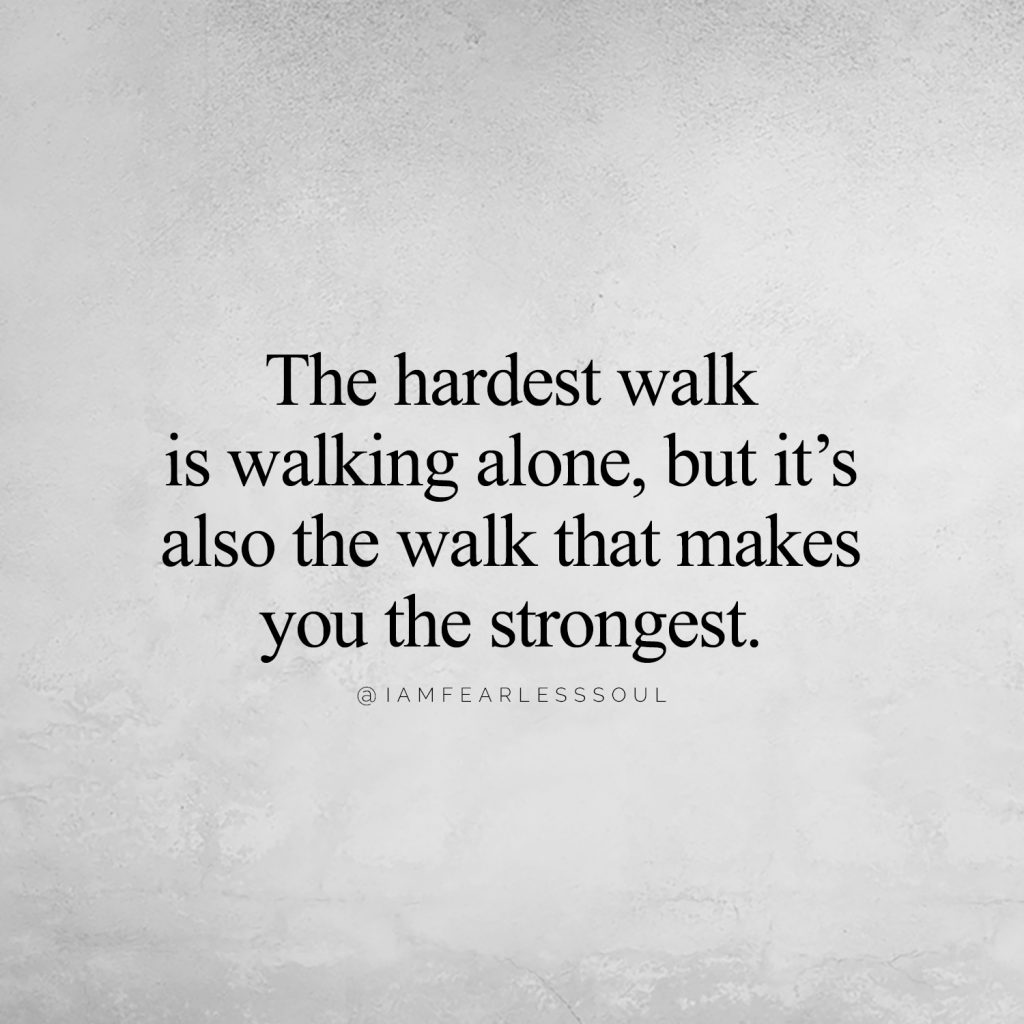 The hardest walk
is walking alone, but it’s
also the walk that makes
you the strongest.
@IAMFEARLESSSOUL